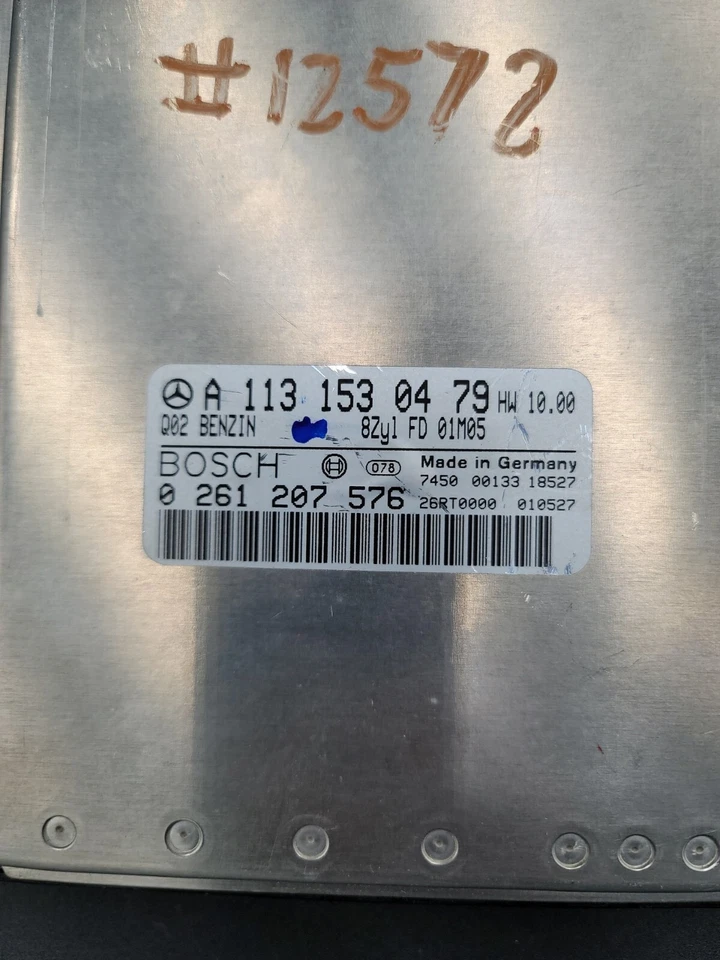 #12572
A 113 153 04 79 HW 10.00
Q02 BENZIN 8Zyl FD 01M05
BOSCH 078 Made in Germany
7450 00133 18527
0 261 207 576 26RT0000 010527